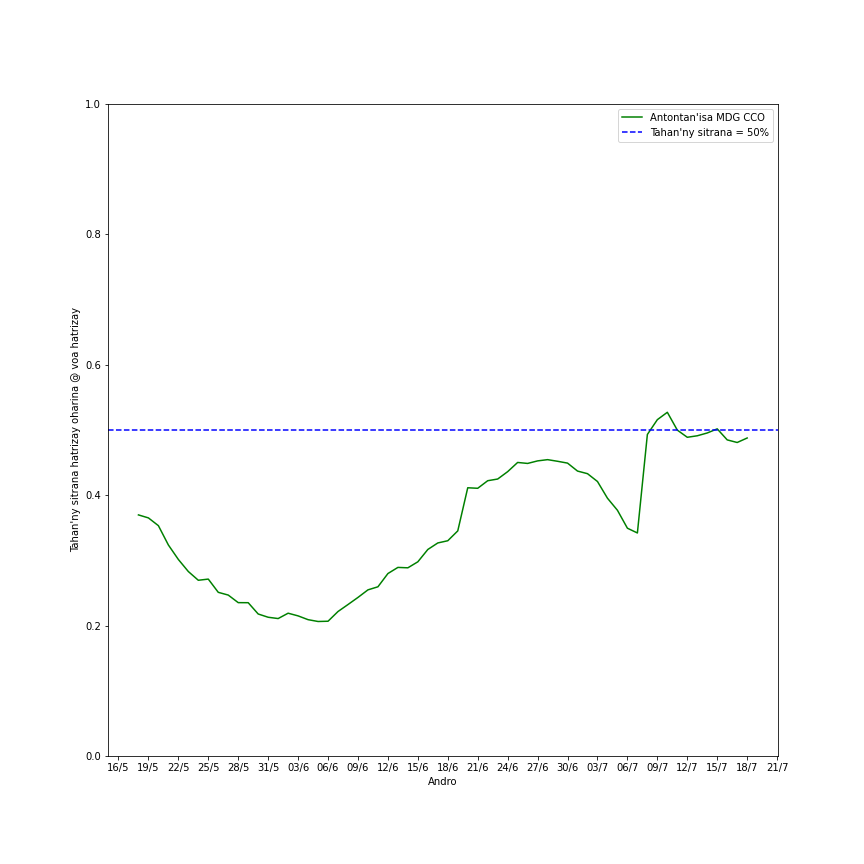 Antontan'isa MDG CCO
Tahan'ny sitrana = 50%
Tahan'ny sitrana hatrizay oharina @ voa hatrizay
1.0
0.8
0.6
0.4
0.2
0.0
16/5 19/5 22/5 25/5 28/5 31/5 03/6 06/6 09/6 12/6 15/6 18/6 21/6 24/6 27/6 30/6 03/7 06/7 09/7 12/7 15/7 18/7 21/7
Andro